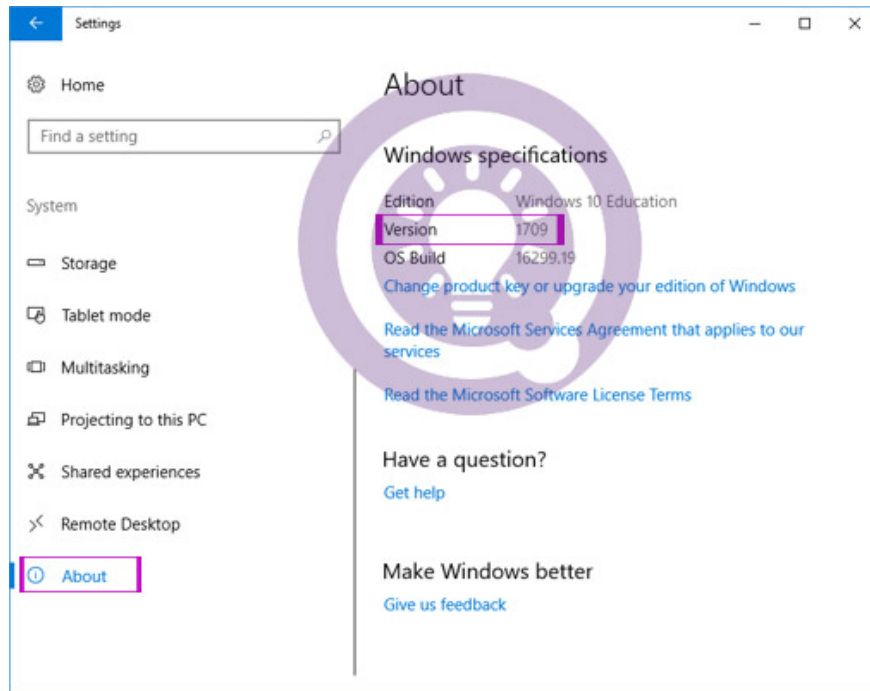 Settings
Home
Find a setting
System
Storage
Tablet mode
Multitasking
Projecting to this PC
Shared experiences
Remote Desktop
About
About
Windows specifications
Edition Windows 10 Education
Version 1709
OS Build 16299.19
Change product key or upgrade your edition of Windows
Read the Microsoft Services Agreement that applies to our
services
Read the Microsoft Software License Terms
Have a question?
Get help
Make Windows better
Give us feedback